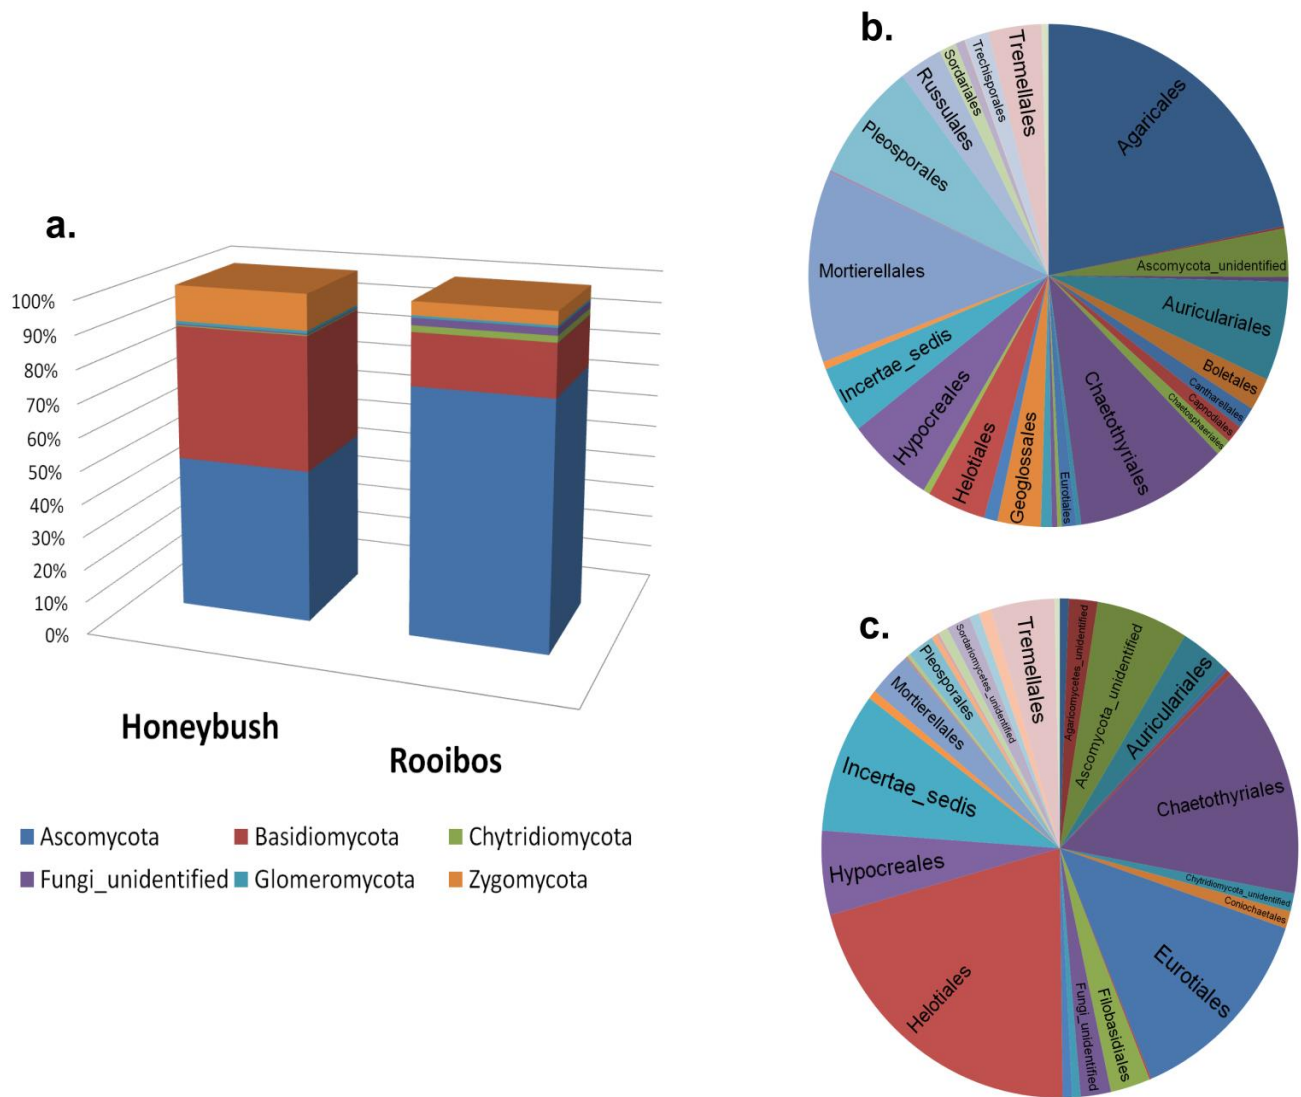 a.
100%
90%
80%
70%
60%
50%
40%
30%
20%
10%
0%
Honeybush
Rooibos
Ascomycota
Basidiomycota
Chytridiomycota
Fungi_unidentified
Glomeromycota
Zygomycota
b.
Agaricales
Ascomycota_unidentified
Auriculariales
Boletales
Cantharellales
Capnodiales
Chaetosphaeriales
Chaetothyriales
Eurotiales
Geoglossales
Helotiales
Hypocreales
Incertae_sedis
Mortierellales
Pleosporales
Russulales
Sordariales
Trechisporales
Tremellales
c.
Agaricomycetes_unidentified
Ascomycota_unidentified
Auriculariales
Chaetothyriales
Chytridiomycota_unidentified
Coniochaetales
Eurotiales
Filobasidiales
Fungi_unidentified
Helotiales
Hypocreales
Incertae_sedis
Mortierellales
Pleosporales
Sordariomycetes_unidentified
Tremellales